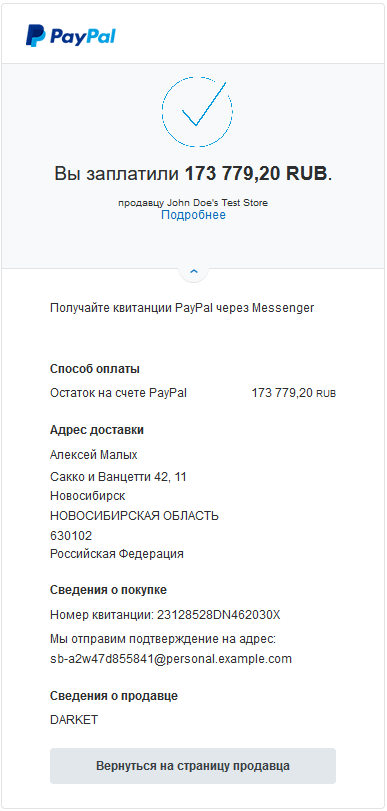 PayPal
Вы заплатили 173 779,20 RUB.
продавцу John Doe's Test Store
Подробнее
Получайте квитанции PayPal через Messenger
Способ оплаты
Остаток на счете PayPal 173 779,20 RUB
Адрес доставки
Алексей Малых
Сакко и Ванцетти 42, 11
Новосибирск
НОВОСИБИРСКАЯ ОБЛАСТЬ
630102
Российская Федерация
Сведения о покупке
Номер квитанции: 23128528DN462030X
Мы отправим подтверждение на адрес:
sb-a2w47d855841@personal.example.com
Сведения о продавце
DARKET
Вернуться на страницу продавца